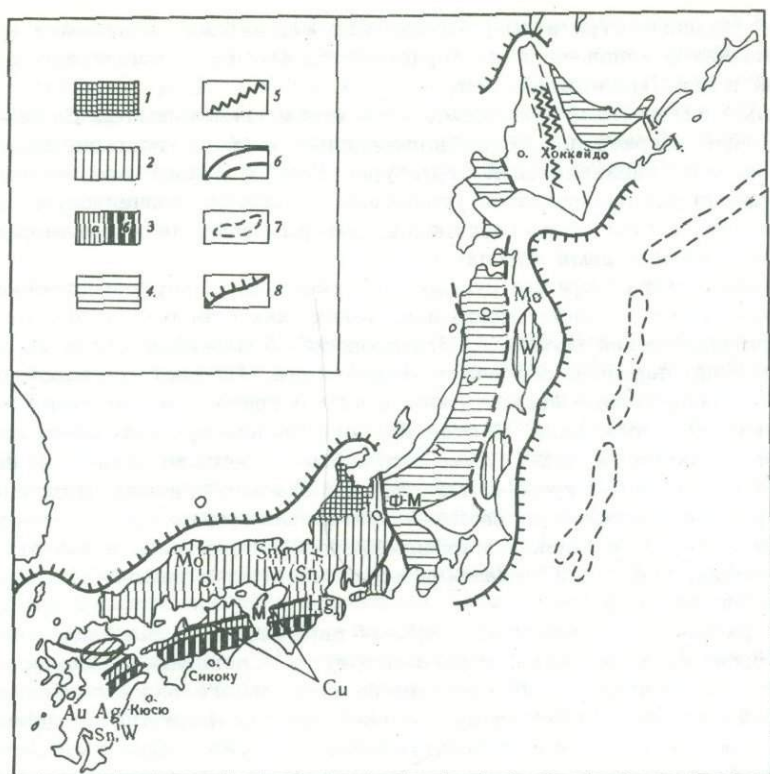 1
5
2
6
3
а
б
7
4
8
о. Хоккайдо
Mo
W
Ф-М
Mo
Sn
W (Sn)
о.
М
Hg
о.
Сикоку
Cu
Au Ag
о.
Кюсю
Sn, W